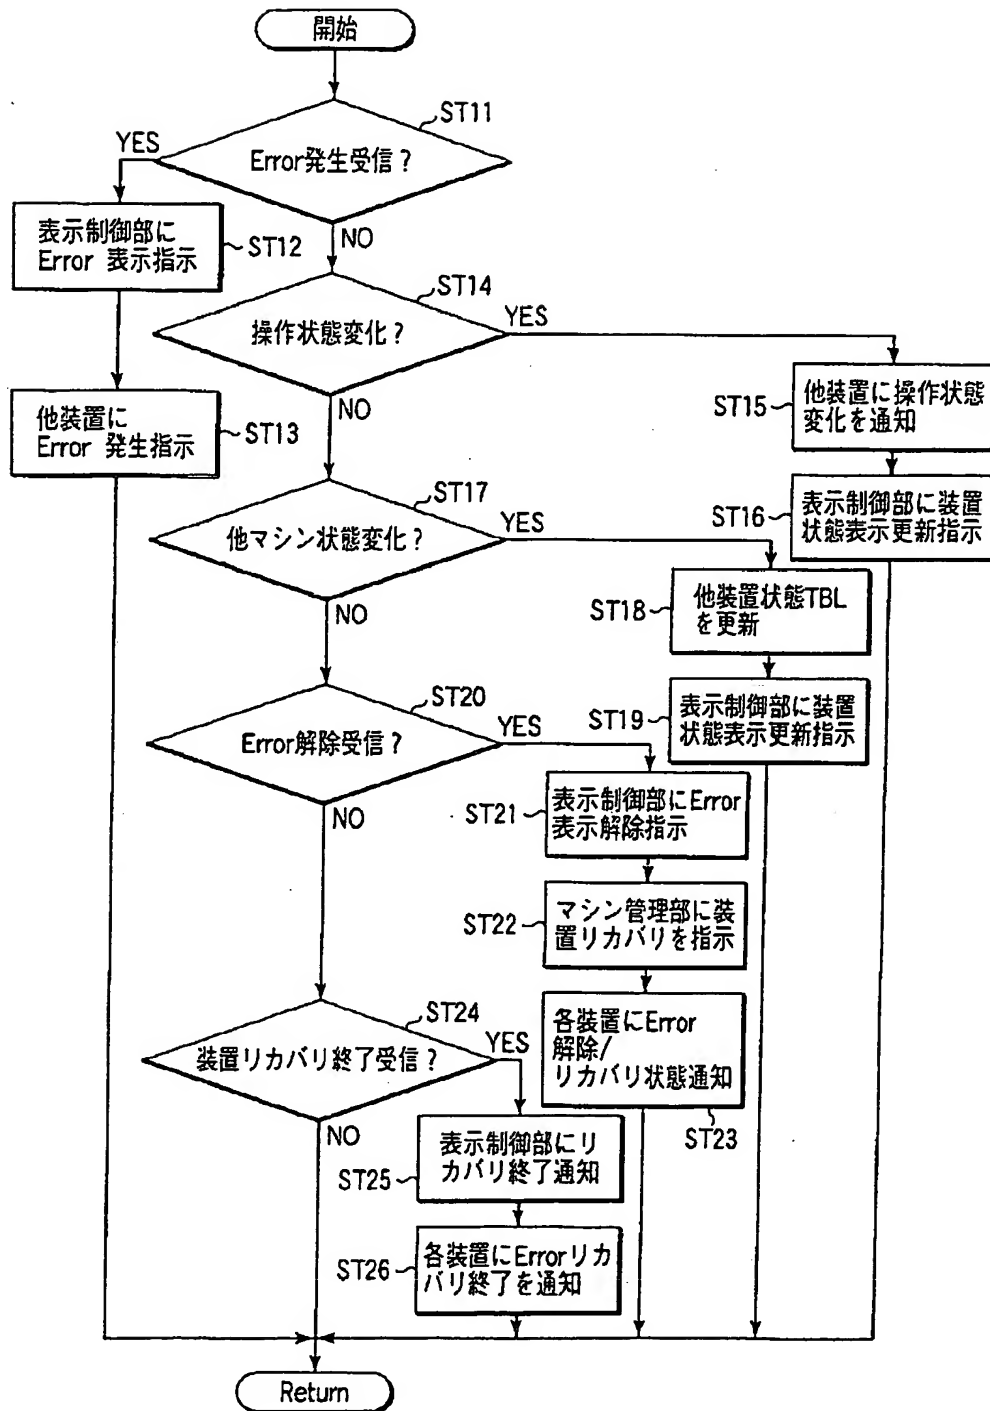 開始
ST11
YES
Error発生受信？
NO
表示制御部に
Error 表示指示
ST12
ST14
操作状態変化？
YES
NO
他装置に
Error 発生指示
ST13
ST15
他装置に操作状態
変化を通知
ST17
他マシン状態変化？
YES
NO
ST16
表示制御部に装置
状態表示更新指示
ST18
他装置状態TBL
を更新
ST20
Error解除受信？
YES
NO
ST19
表示制御部に装置
状態表示更新指示
ST21
表示制御部にError
表示解除指示
ST22
マシン管理部に装
置リカバリを指示
ST24
装置リカバリ終了受信？
YES
NO
各装置にError
解除/
リカバリ状態通知
ST23
ST25
表示制御部にリ
カバリ終了通知
ST26
各装置にErrorリカ
バリ終了を通知
Return